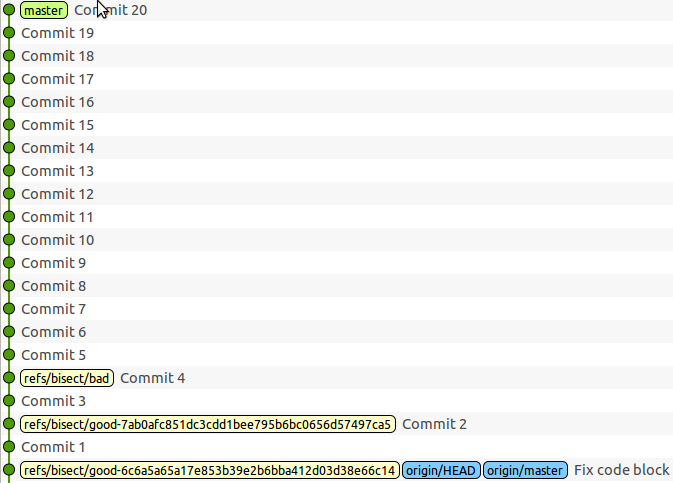 master Commit 20
Commit 19
Commit 18
Commit 17
Commit 16
Commit 15
Commit 14
Commit 13
Commit 12
Commit 11
Commit 10
Commit 9
Commit 8
Commit 7
Commit 6
Commit 5
refs/bisect/bad Commit 4
Commit 3
refs/bisect/good-7ab0afc851dc3cdd1bee795b6bc0656d57497ca5 Commit 2
Commit 1
refs/bisect/good-6c6a5a65a17e853b39e2b6bba412d03d38e66c14 origin/HEAD origin/master Fix code block